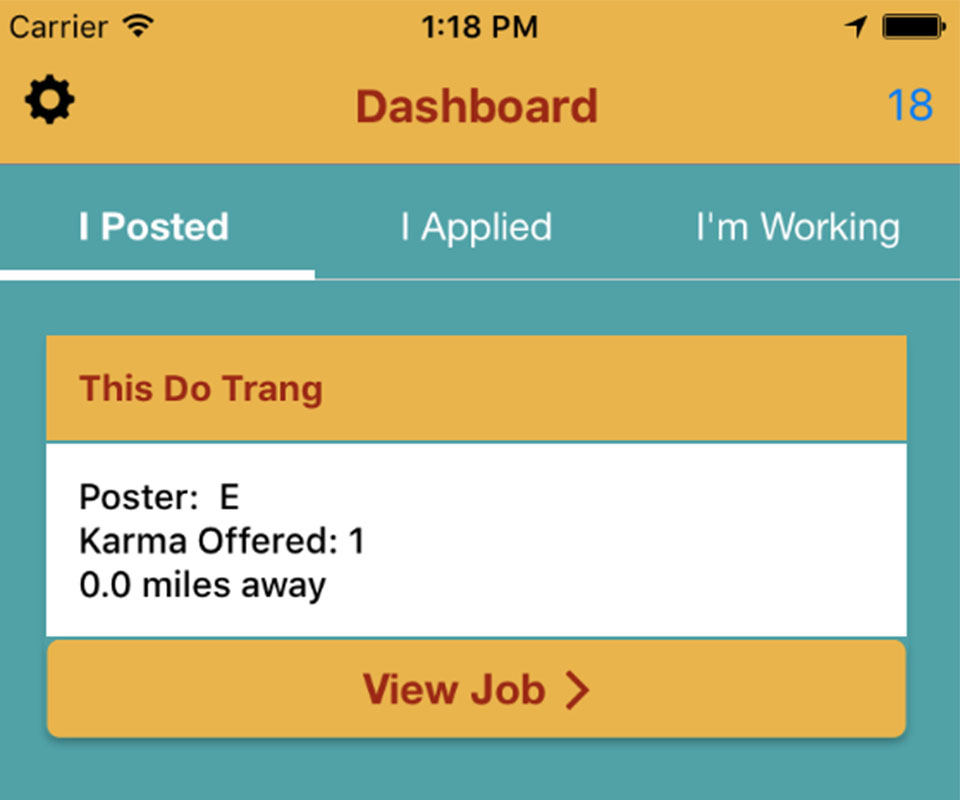 Carrier 1:18 PM
Dashboard 18
I Posted I Applied I'm Working
This Do Trang
Poster: E
Karma Offered: 1
0.0 miles away
View Job